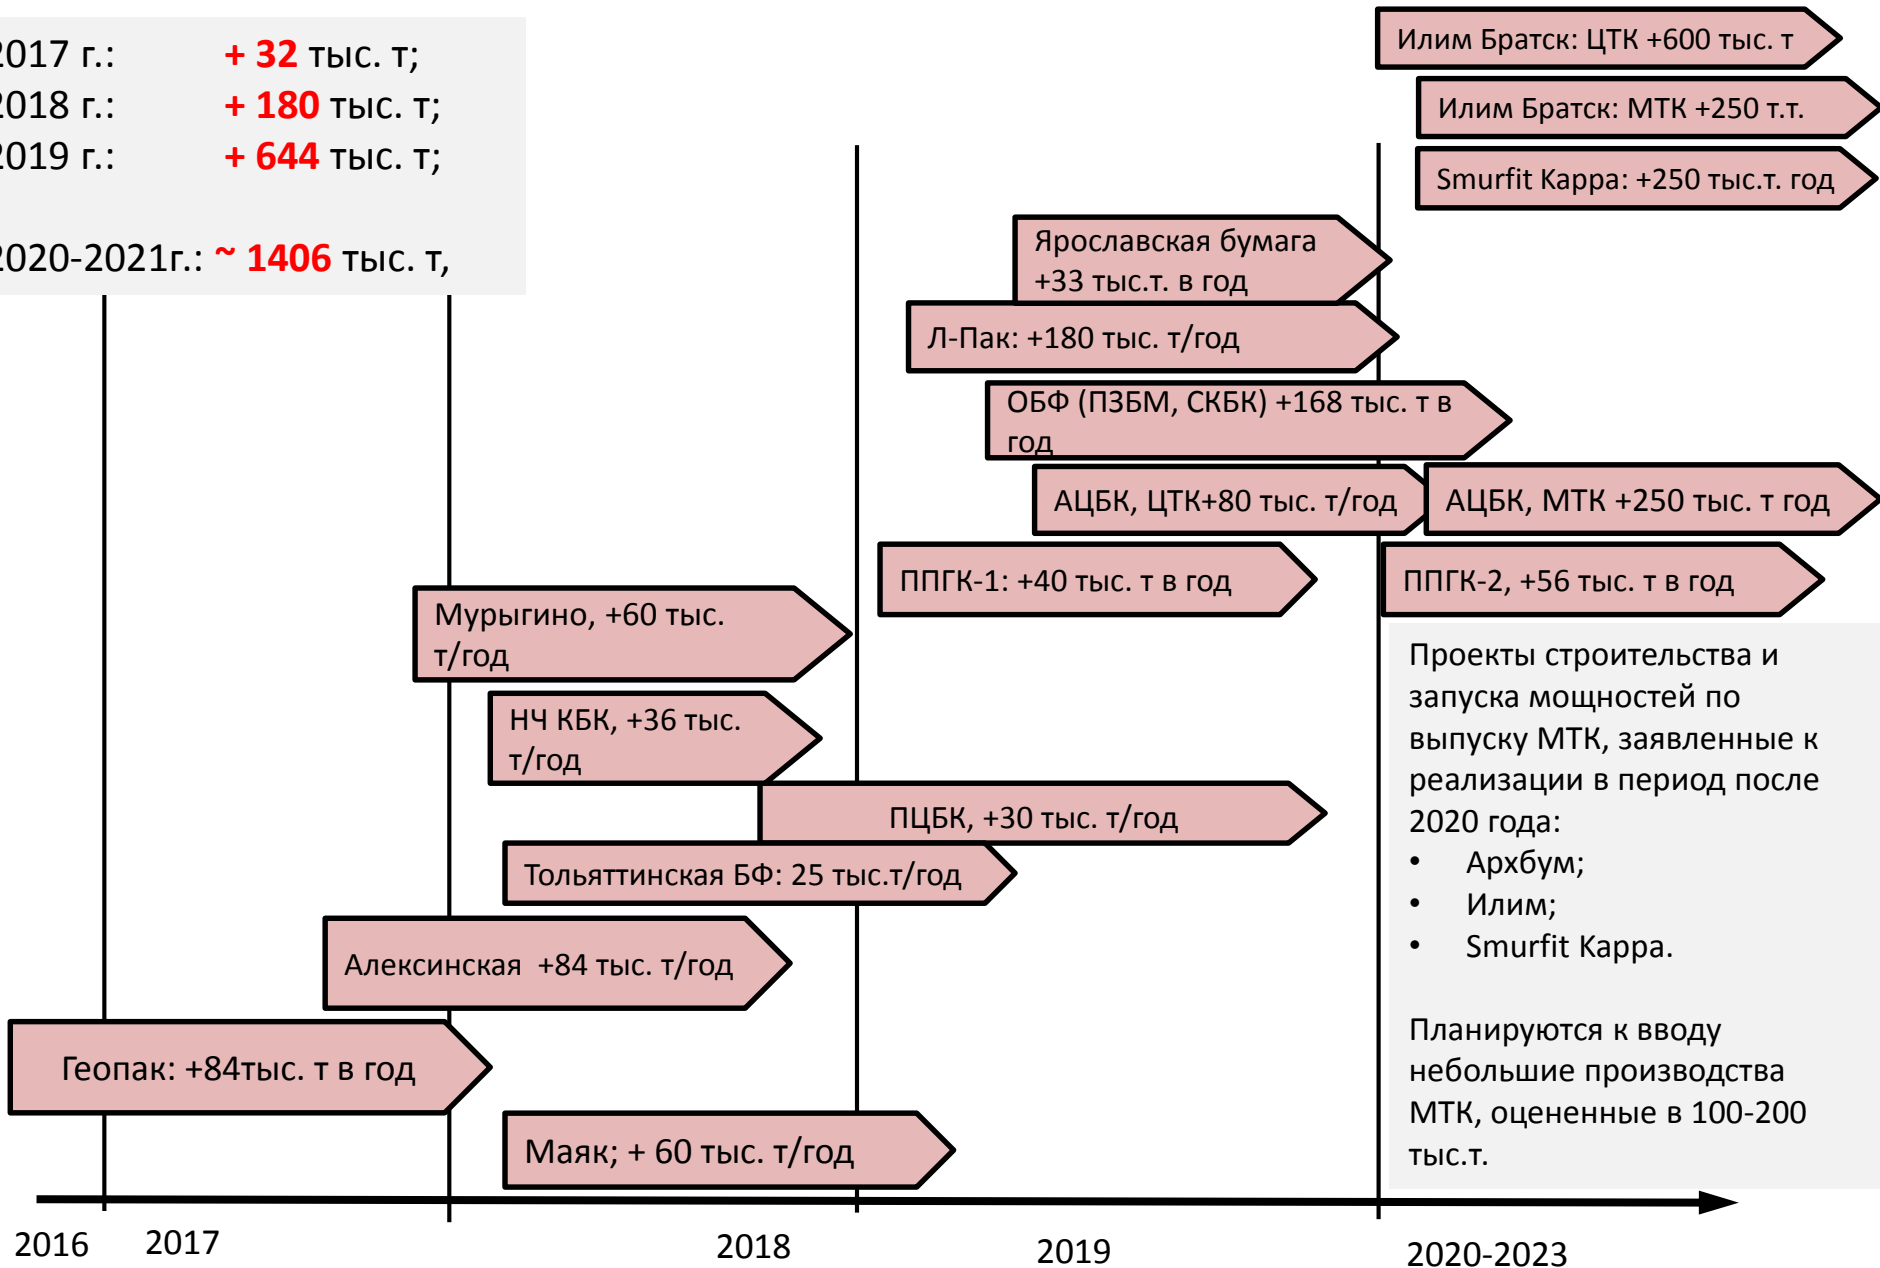 2017 г.: + 32 тыс. т;
2018 г.: + 180 тыс. т;
2019 г.: + 644 тыс. т;
2020-2021г.: ~ 1406 тыс. т,
Илим Братск: ЦТК +600 тыс. т
Илим Братск: МТК +250 т.т.
Smurfit Kappa: +250 тыс.т. год
Ярославская бумага
+33 тыс.т. в год
Л-Пак: +180 тыс. т/год
ОБФ (ПЗБМ, СКБК) +168 тыс. т в
год
АЦБК, ЦТК+80 тыс. т/год
АЦБК, МТК +250 тыс. т год
ППГК-1: +40 тыс. т в год
ППГК-2, +56 тыс. т в год
Мурыгино, +60 тыс.
т/год
НЧ КБК, +36 тыс.
т/год
ПЦБК, +30 тыс. т/год
Тольяттинская БФ: 25 тыс.т/год
Алексинская +84 тыс. т/год
Геопак: +84тыс. т в год
Маяк; + 60 тыс. т/год
Проекты строительства и
запуска мощностей по
выпуску МТК, заявленные к
реализации в период после
2020 года:
• Архбум;
• Илим;
• Smurfit Kappa.
Планируются к вводу
небольшие производства
МТК, оцененные в 100-200
тыс.т.
2016
2017
2018
2019
2020-2023